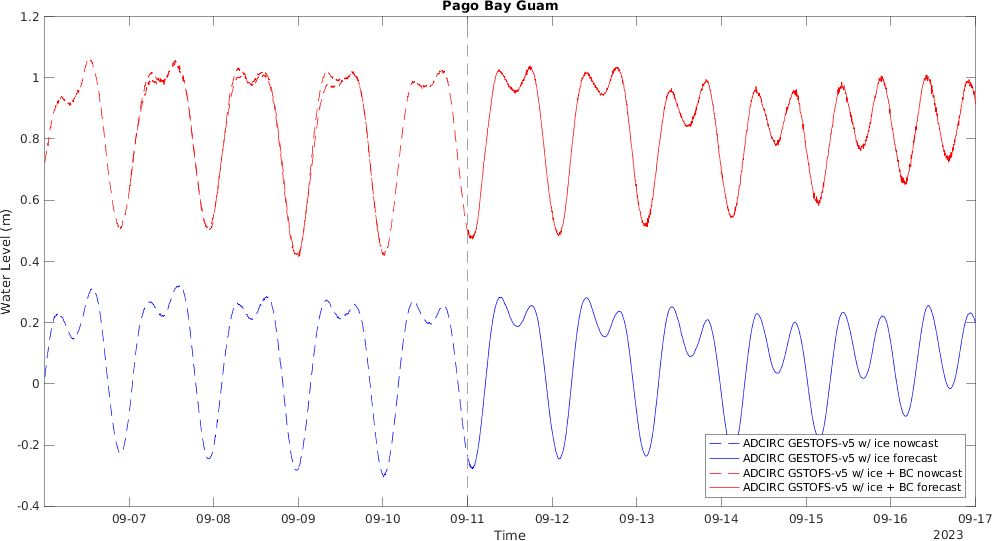 Pago Bay Guam
1.2
1
0.8
0.6
0.4
0.2
0
-0.2
-0.4
Water Level (m)
ADCIRC GESTOFS-v5 w/ ice nowcast
ADCIRC GESTOFS-v5 w/ ice forecast
ADCIRC GSTOFS-v5 w/ ice + BC nowcast
ADCIRC GSTOFS-v5 w/ ice + BC forecast
09-07 09-08 09-09 09-10 09-11 09-12 09-13 09-14 09-15 09-16 09-17
Time
2023